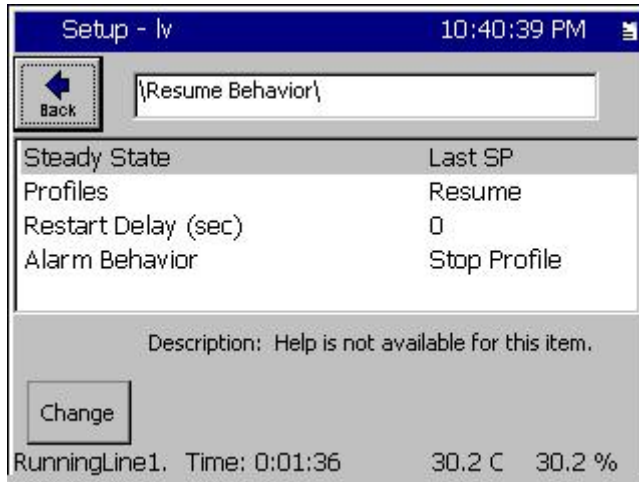 Setup - lv 10:40:39 PM
Back \Resume Behavior\
Steady State Last SP
Profiles Resume
Restart Delay (sec) 0
Alarm Behavior Stop Profile
Description: Help is not available for this item.
Change
RunningLine1. Time: 0:01:36 30.2 C 30.2 %